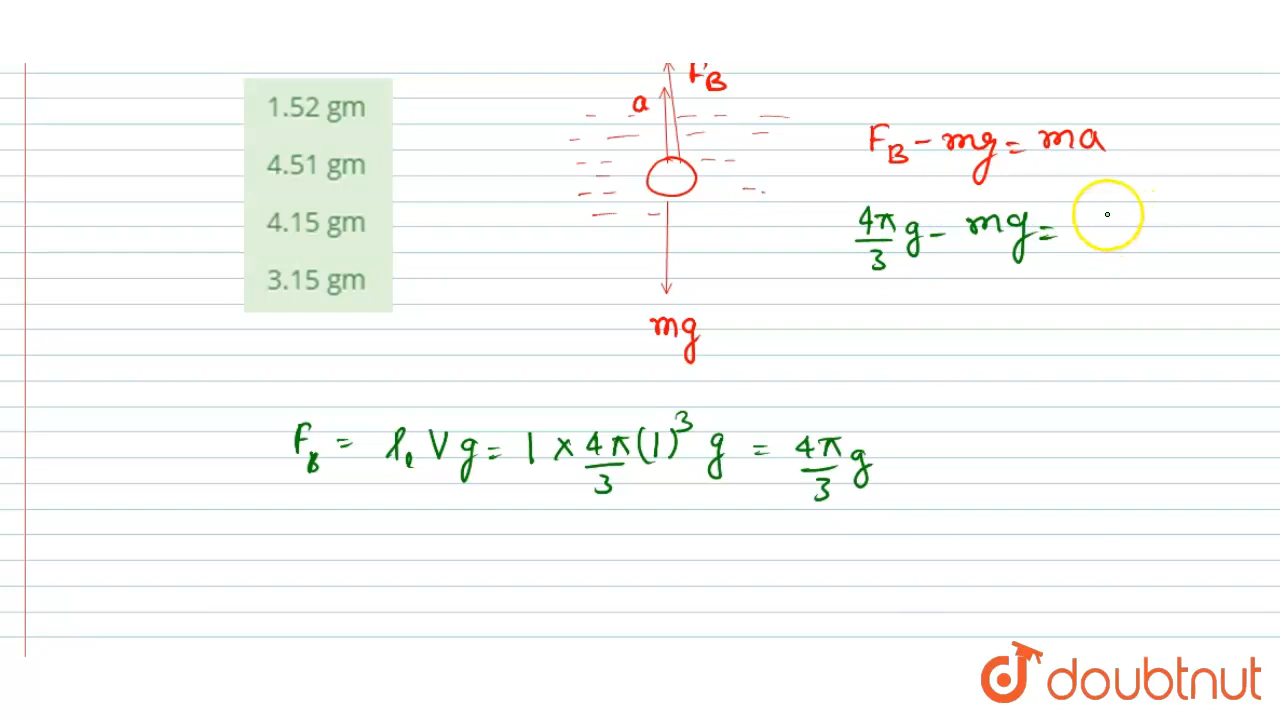 1.52 gm
4.51 gm
4.15 gm
3.15 gm
F_B
a
mg
F_B - mg = ma
4π/3 g - mg =
F_B = ρ_l V g = 1 × 4π/3 (1)^3 g = 4π/3 g
doubtnut